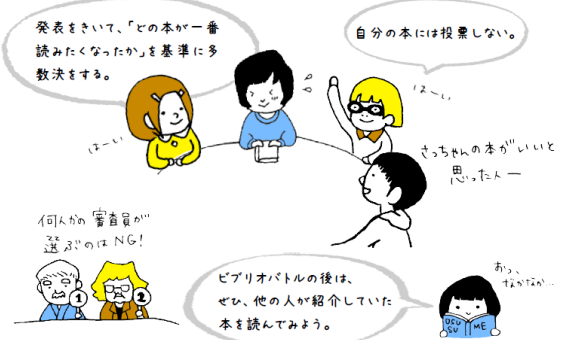 発表をきいて、「どの本が一番
読みたくなったか」を基準に多
数決をする。
自分の本には投票しない。
はーい
はーい
さっちゃんの本がいいと
思った人ー
何人かの審査員が
選ぶのはNG!
1
2
ビブリオバトルの後は、
ぜひ、他の人が紹介していた
本を読んでみよう。
おっ、
なかなか…
USU
SU
ME